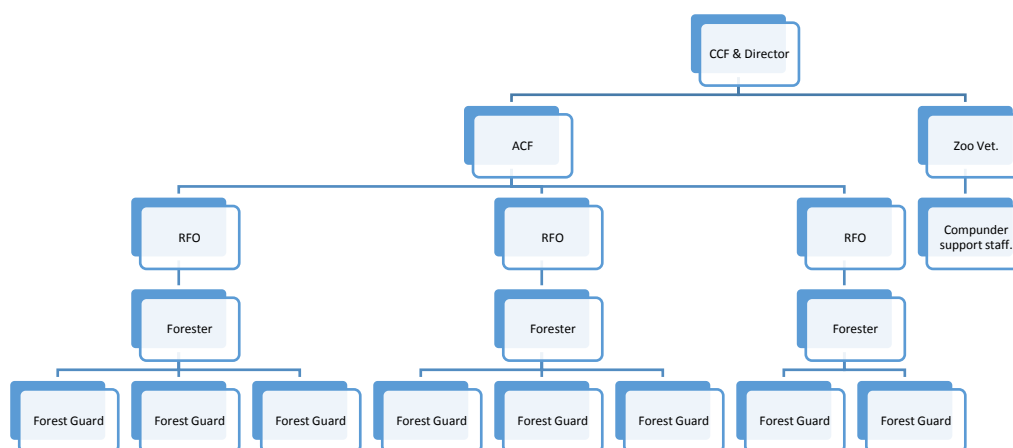 CCF & Director
ACF
Zoo Vet.
RFO
RFO
RFO
Compunder
support staff.
Forester
Forester
Forester
Forest Guard
Forest Guard
Forest Guard
Forest Guard
Forest Guard
Forest Guard
Forest Guard
Forest Guard